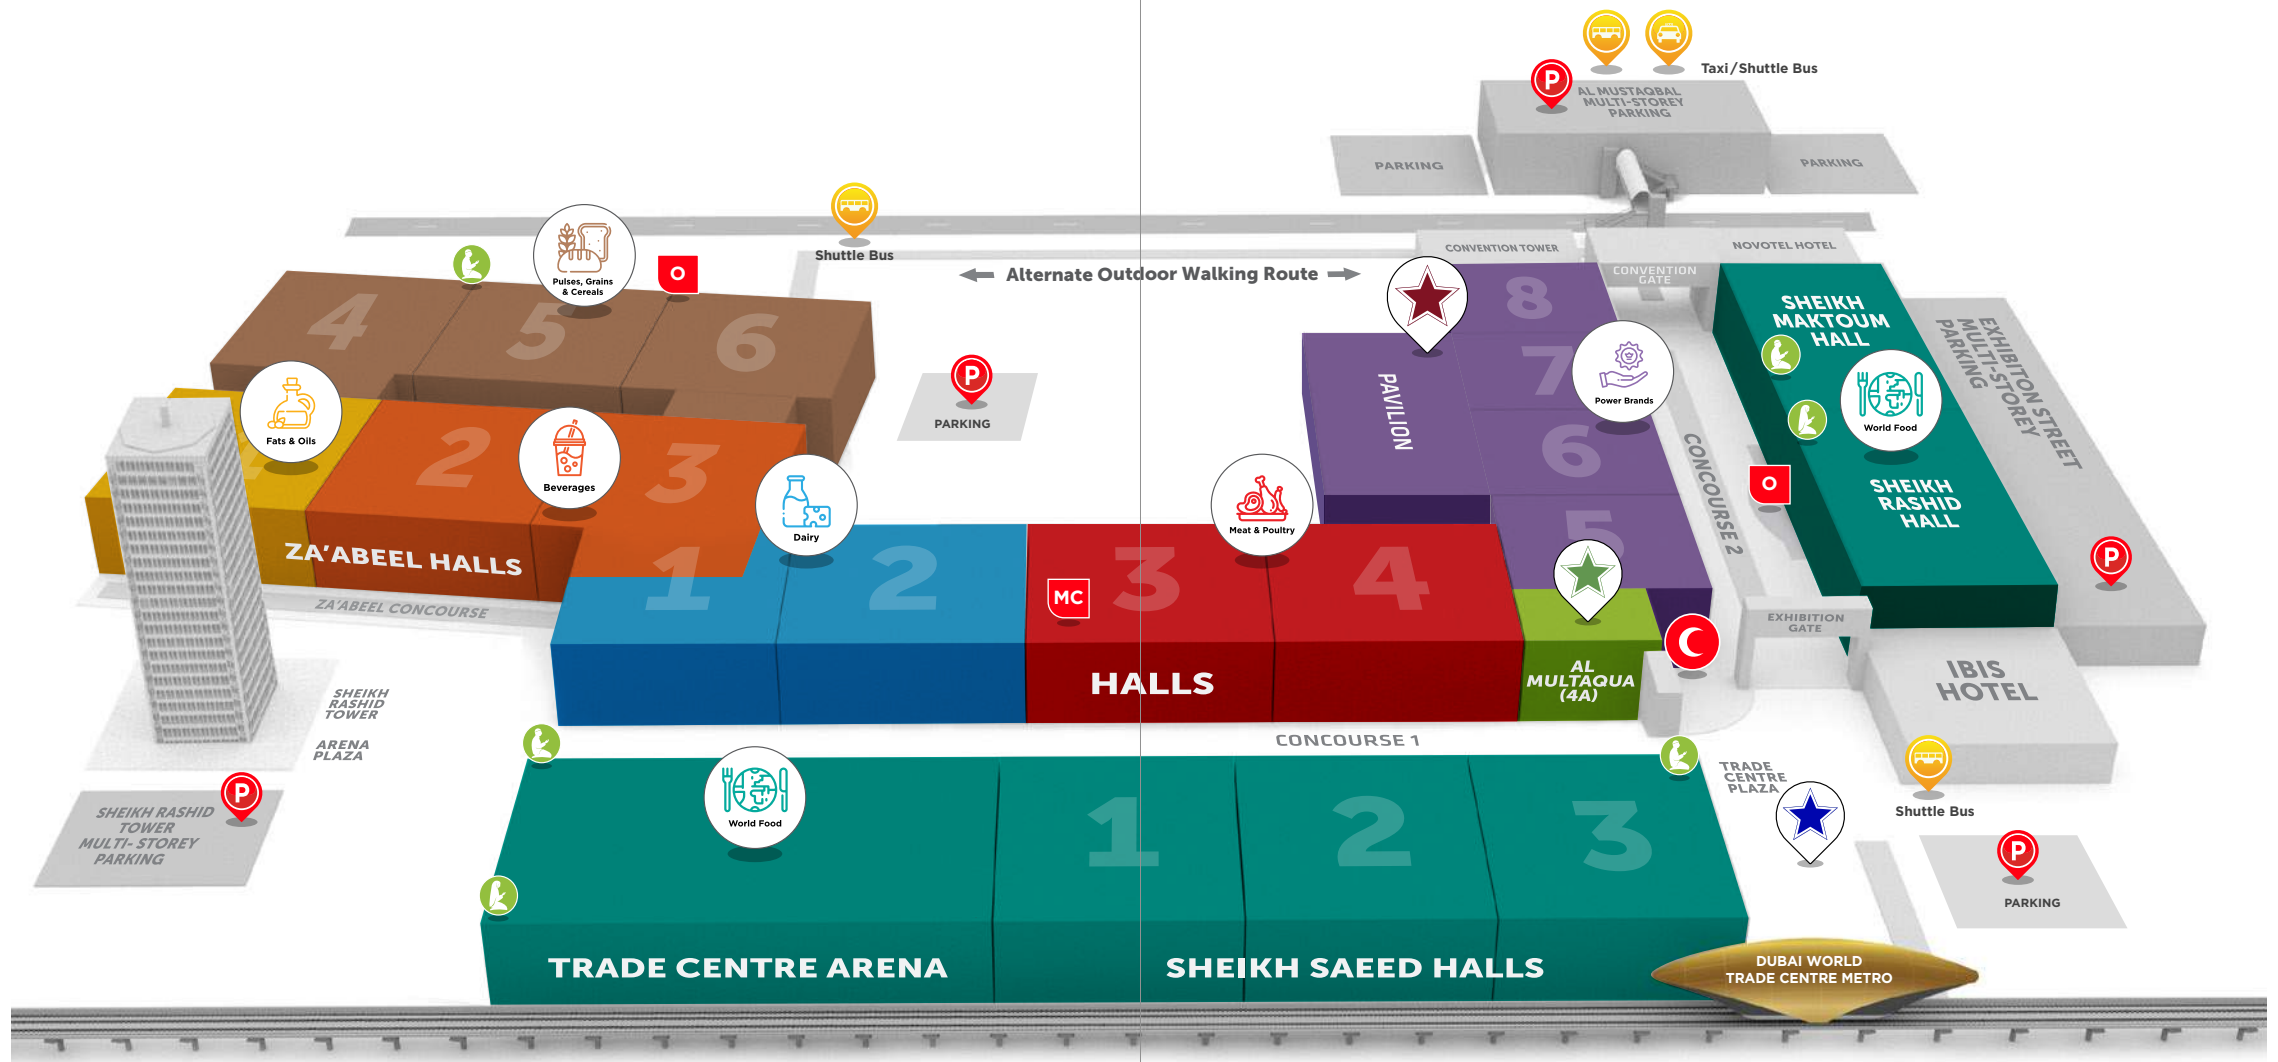 Taxi/Shuttle Bus
P
AL MUSTAQBAL
MULTI-STOREY
PARKING
PARKING
PARKING
Shuttle Bus
Alternate Outdoor Walking Route
CONVENTION TOWER
NOVOTEL HOTEL
CONVENTION
GATE
Pulses, Grains
& Cereals
O
4
5
6
8
7
6
5
PAVILION
Power Brands
SHEIKH
MAKTOUM
HALL
World Food
SHEIKH
RASHID
HALL
EXHIBITON STREET
MULTI-STOREY
PARKING
P
CONCOURSE 2
O
P
PARKING
Fats & Oils
2
Beverages
3
ZA'ABEEL HALLS
ZA'ABEEL CONCOURSE
Dairy
Meat & Poultry
1
2
3
4
MC
HALLS
AL
MULTAQUA
(4A)
EXHIBITION
GATE
IBIS
HOTEL
SHEIKH
RASHID
TOWER
ARENA
PLAZA
P
SHEIKH RASHID
TOWER
MULTI- STOREY
PARKING
CONCOURSE 1
TRADE
CENTRE
PLAZA
Shuttle Bus
P
PARKING
World Food
1
2
3
TRADE CENTRE ARENA
SHEIKH SAEED HALLS
DUBAI WORLD
TRADE CENTRE METRO